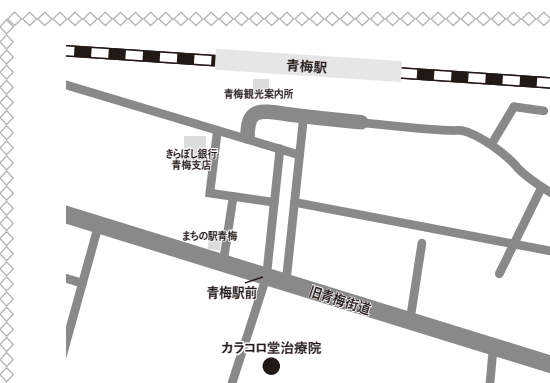 青梅駅
青梅観光案内所
きらぼし銀行
青梅支店
まちの駅青梅
青梅駅前
旧青梅街道
カラコロ堂治療院